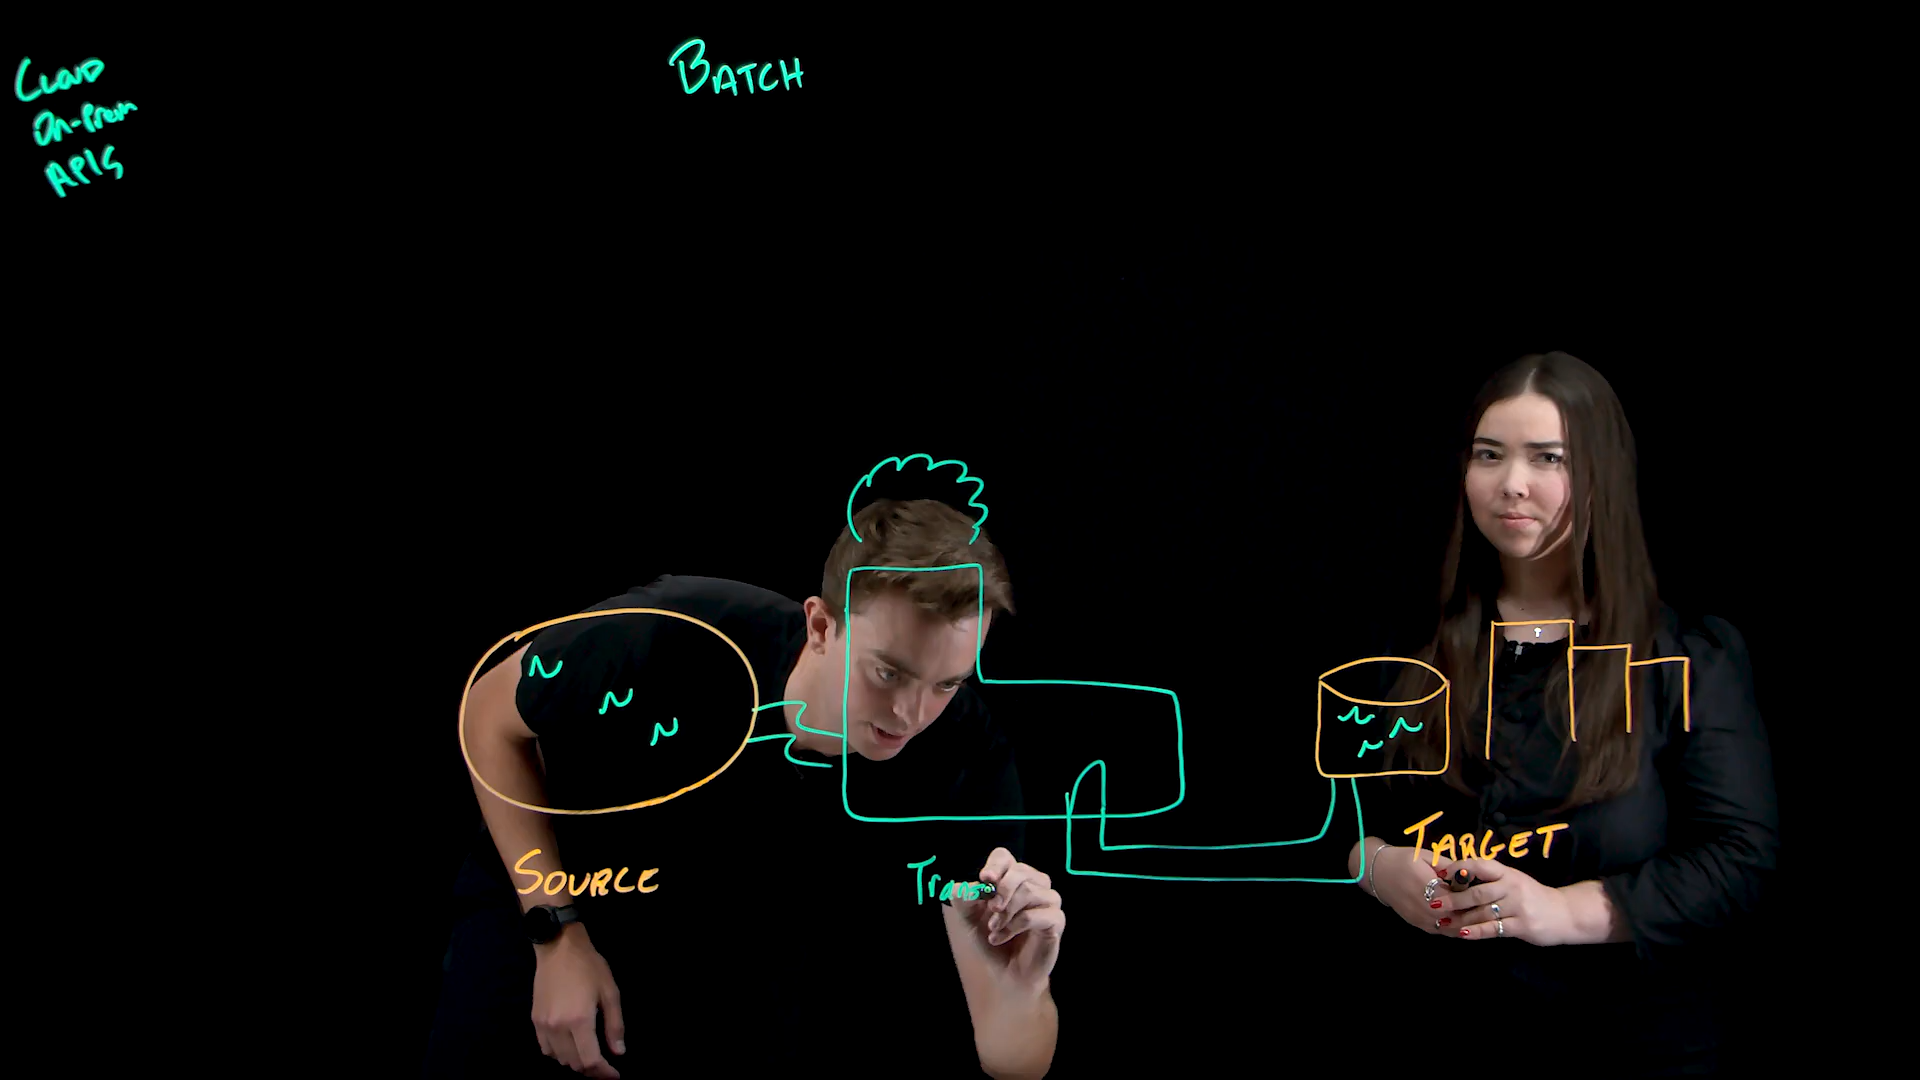 Cloud
On-Prem
APIS
BATCH
SOURCE
Trans
TARGET